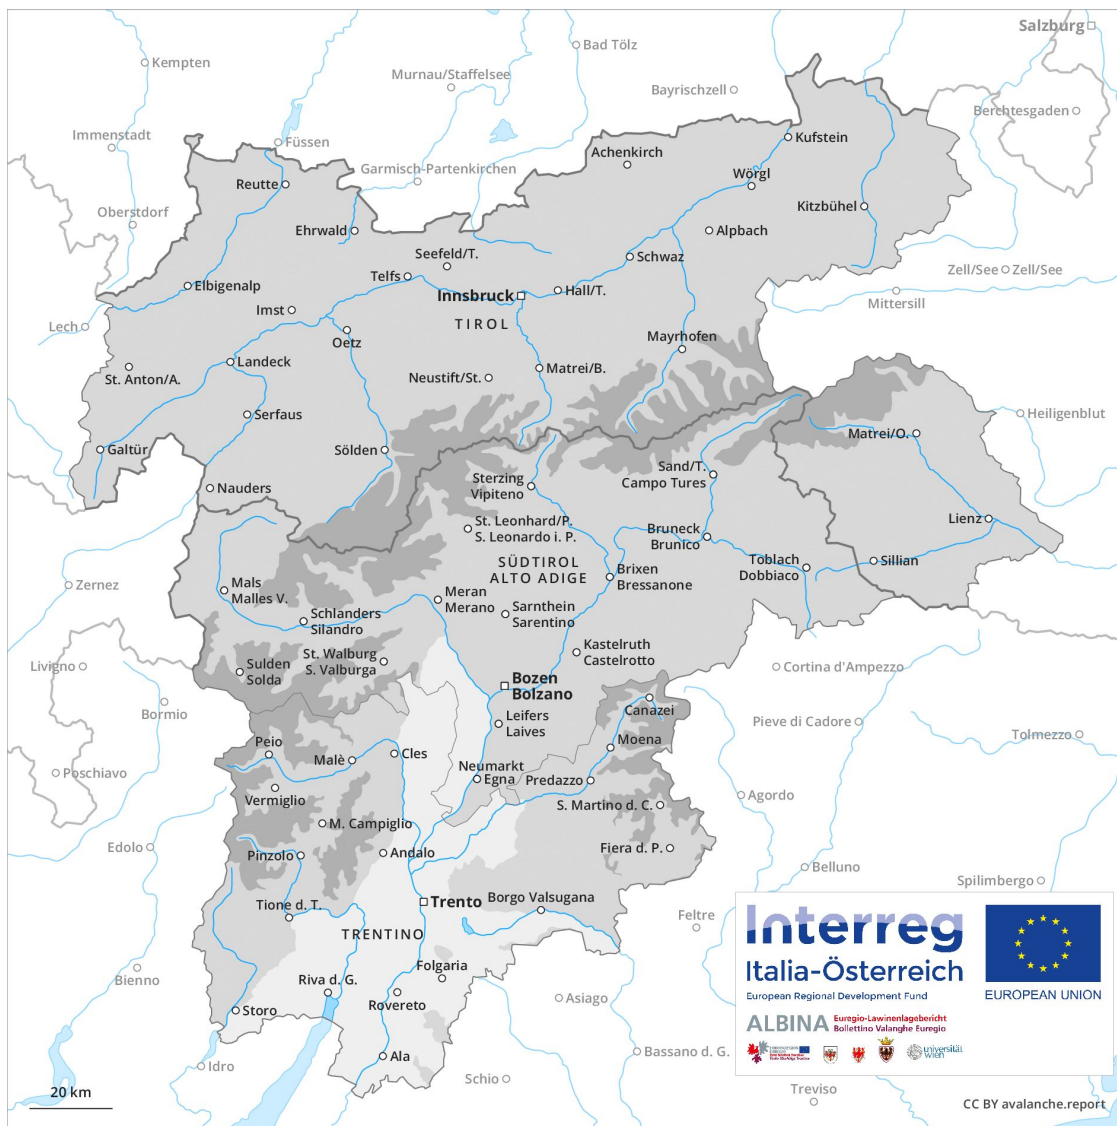 Salzburg
Bad Tölz
Kempten
Murnau/Staffelsee
Bayrischzell
Berchtesgaden
Immenstadt
Füssen
Kufstein
Achenkirch
Garmisch-Partenkirchen
Wörgl
Reutte
Oberstdorf
Kitzbühel
Ehrwald
Alpbach
Seefeld/T.
Schwaz
Telfs
Zell/See
Zell/See
Elbigenalp
Innsbruck
Hall/T.
Mittersill
Imst
TIROL
Lech
Oetz
Mayrhofen
Landeck
Matrei/B.
St. Anton/A.
Neustift/St.
Serfaus
Heiligenblut
Matrei/O.
Galtür
Sölden
Sand/T.
Campo Tures
Sterzing
Vipiteno
Nauders
St. Leonhard/P.
S. Leonardo i. P.
Lienz
Bruneck
Brunico
SÜDTIROL
ALTO ADIGE
Toblach
Dobbiaco
Sillian
Brixen
Bressanone
Zernez
Mals
Malles V.
Meran
Merano
Schlanders
Silandro
Sarnthein
Sarentino
Kastelruth
Castelrotto
St. Walburg
S. Valburga
Livigno
Sulden
Solda
Cortina d'Ampezzo
Bozen
Bolzano
Canazei
Bormio
Leifers
Laives
Pieve di Cadore
Tolmezzo
Moena
Peio
Malè
Cles
Poschiavo
Neumarkt
Egna
Predazzo
Vermiglio
S. Martino d. C.
Agordo
M. Campiglio
Edolo
Pinzolo
Andalo
Fiera d. P.
Belluno
Spilimbergo
Tione d. T.
Trento
Borgo Valsugana
Feltre
TRENTINO
Folgaria
Bienno
Riva d. G.
Rovereto
Asiago
Storo
Ala
Bassano d. G.
Idro
Schio
Treviso
20 km
Interreg
Italia-Österreich
European Regional Development Fund
EUROPEAN UNION
ALBINA
Euregio-Lawinenlagebericht
Bollettino Valanghe Euregio
universität
wien
CC BY avalanche.report